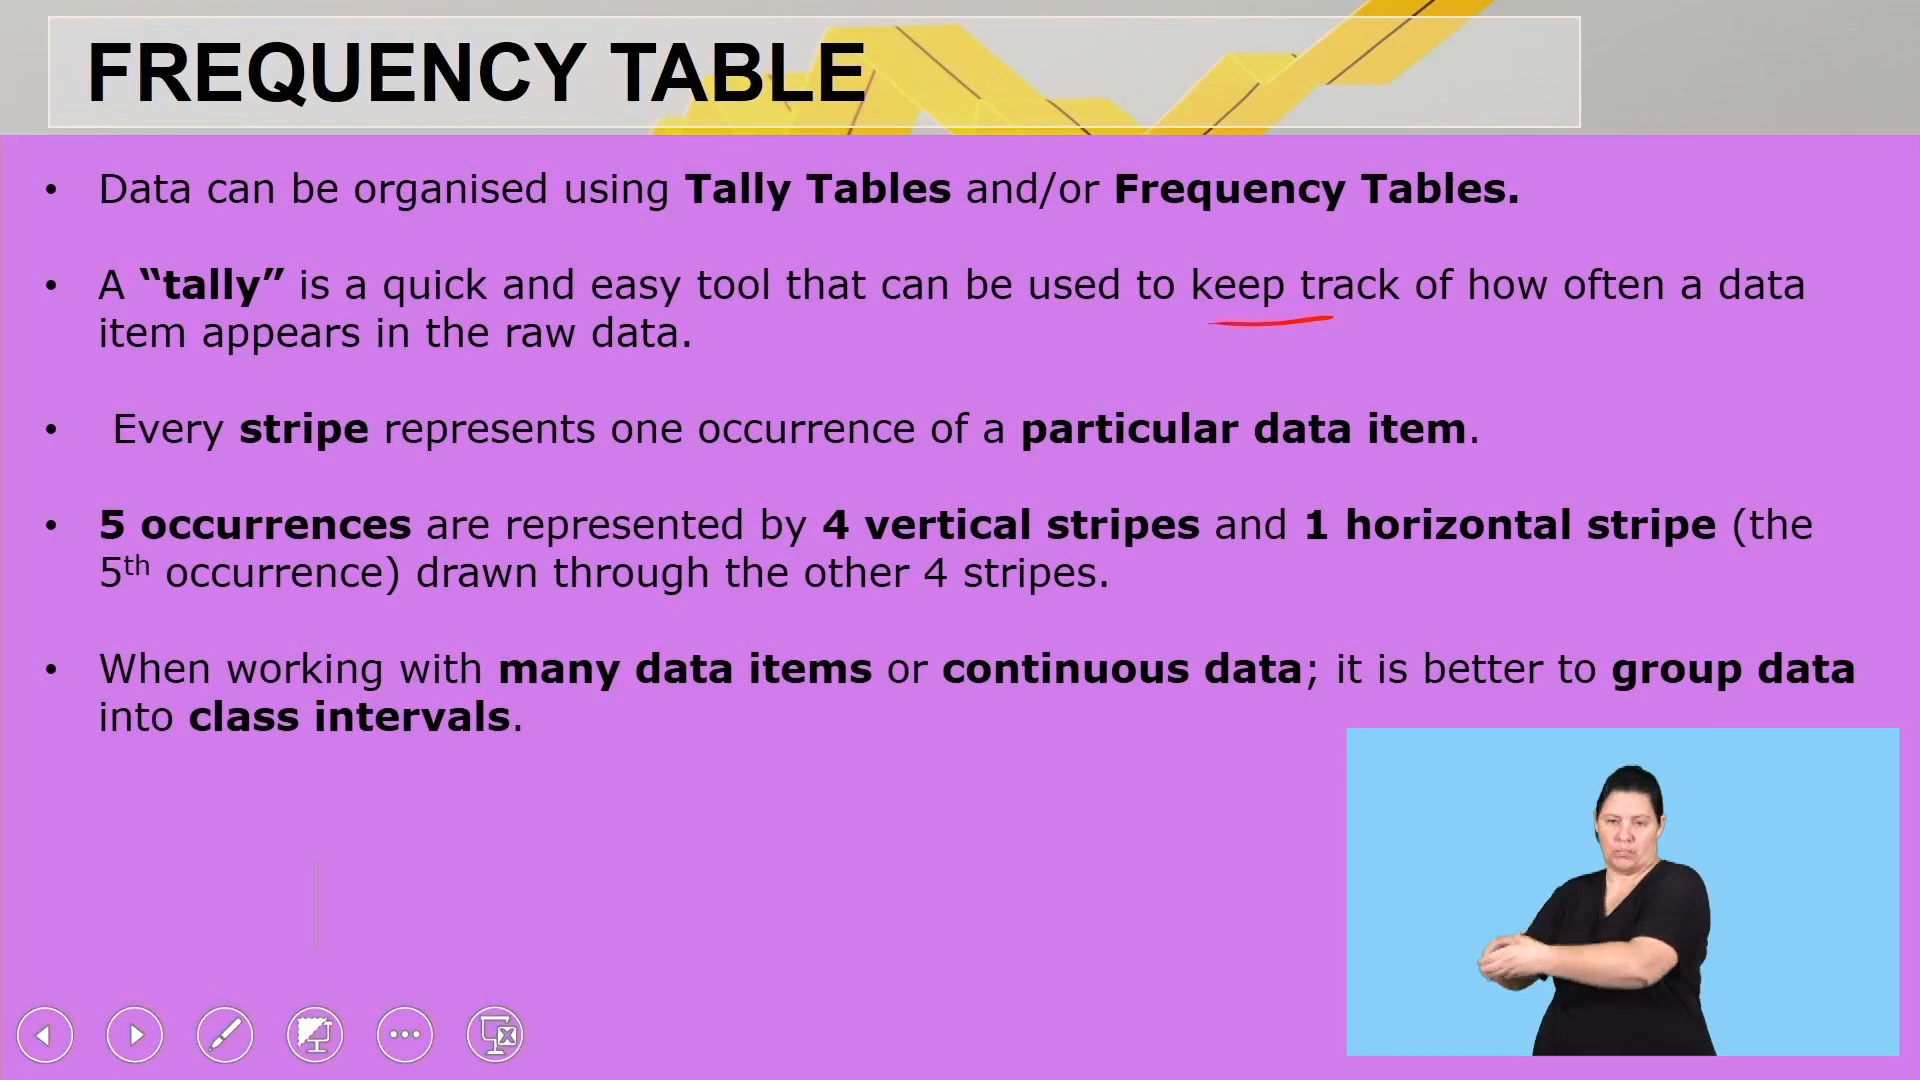 FREQUENCY TABLE
• Data can be organised using Tally Tables and/or Frequency Tables.
• A “tally” is a quick and easy tool that can be used to keep track of how often a data
item appears in the raw data.
• Every stripe represents one occurrence of a particular data item.
• 5 occurrences are represented by 4 vertical stripes and 1 horizontal stripe (the
5th occurrence) drawn through the other 4 stripes.
• When working with many data items or continuous data; it is better to group data
into class intervals.